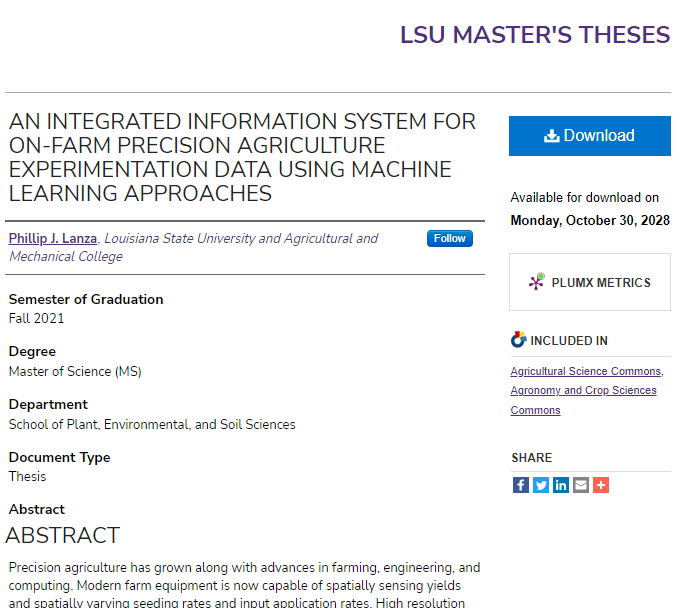 LSU MASTER'S THESES
AN INTEGRATED INFORMATION SYSTEM FOR
ON-FARM PRECISION AGRICULTURE
EXPERIMENTATION DATA USING MACHINE
LEARNING APPROACHES
Phillip J. Lanza, Louisiana State University and Agricultural and
Mechanical College
Follow
Semester of Graduation
Fall 2021
Degree
Master of Science (MS)
Department
School of Plant, Environmental, and Soil Sciences
Document Type
Thesis
Abstract
ABSTRACT
Precision agriculture has grown along with advances in farming, engineering, and
computing. Modern farm equipment is now capable of spatially sensing yields
and spatially varying seeding rates and input application rates. High resolution
Download
Available for download on
Monday, October 30, 2028
PLUMX METRICS
INCLUDED IN
Agricultural Science Commons,
Agronomy and Crop Sciences
Commons
SHARE